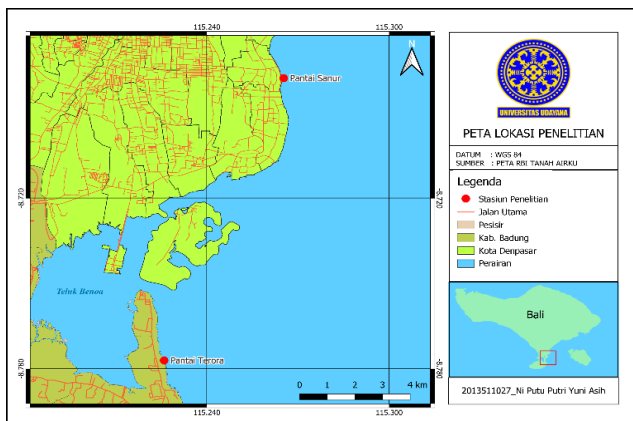 115.240
115.300
N
Pantai Sanur
-8.720
-8.720
Teluk Benoa
Pantai Terora
-8.780
-8.780
0 1 2 3 4 km
115.240
115.300
UNIVERSITAS UDAYANA
PETA LOKASI PENELITIAN
DATUM : WGS 84
SUMBER : PETA RBI TANAH AIRKU
Legenda
Stasiun Penelitian
Jalan Utama
Pesisir
Kab. Badung
Kota Denpasar
Perairan
Bali
2013511027_Ni Putu Putri Yuni Asih